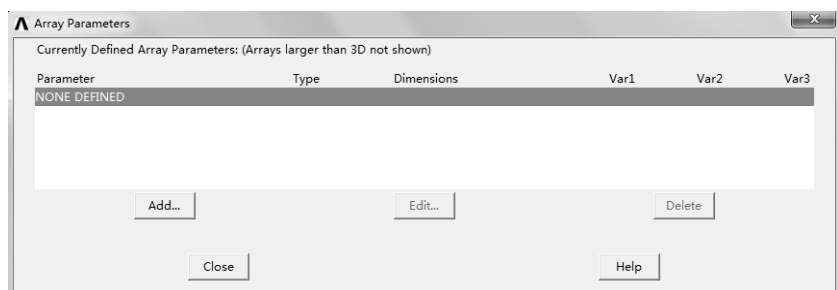 Array Parameters
Currently Defined Array Parameters: (Arrays larger than 3D not shown)
Parameter Type Dimensions Var1 Var2 Var3
NONE DEFINED
Add... Edit... Delete
Close Help